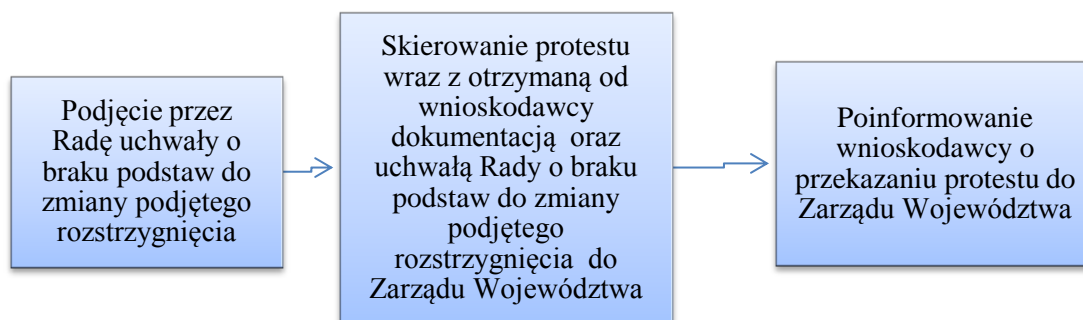 Podjęcie przez
Radę uchwały o
braku podstaw do
zmiany podjętego
rozstrzygnięcia
Skierowanie protestu
wraz z otrzymaną od
wnioskodawcy
dokumentacją oraz
uchwałą Rady o braku
podstaw do zmiany
podjętego
rozstrzygnięcia do
Zarządu Województwa
Poinformowanie
wnioskodawcy o
przekazaniu protestu do
Zarządu Województwa